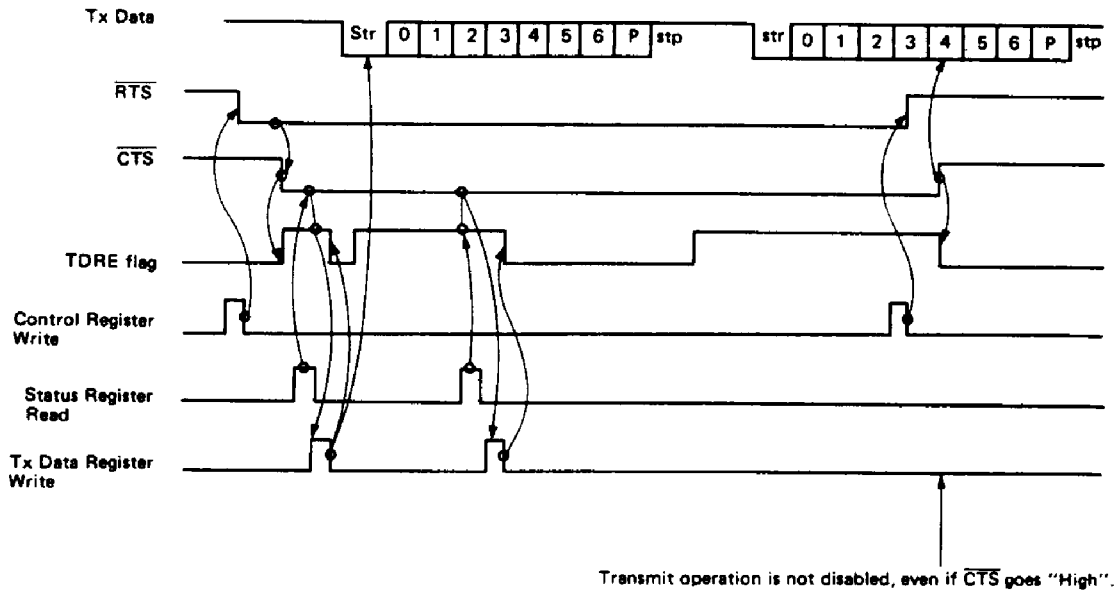 Tx Data
Str 0 1 2 3 4 5 6 P stp str 0 1 2 3 4 5 6 P stp
RTS
CTS
TDRE flag
Control Register
Write
Status Register
Read
Tx Data Register
Write
Transmit operation is not disabled, even if CTS goes "High".